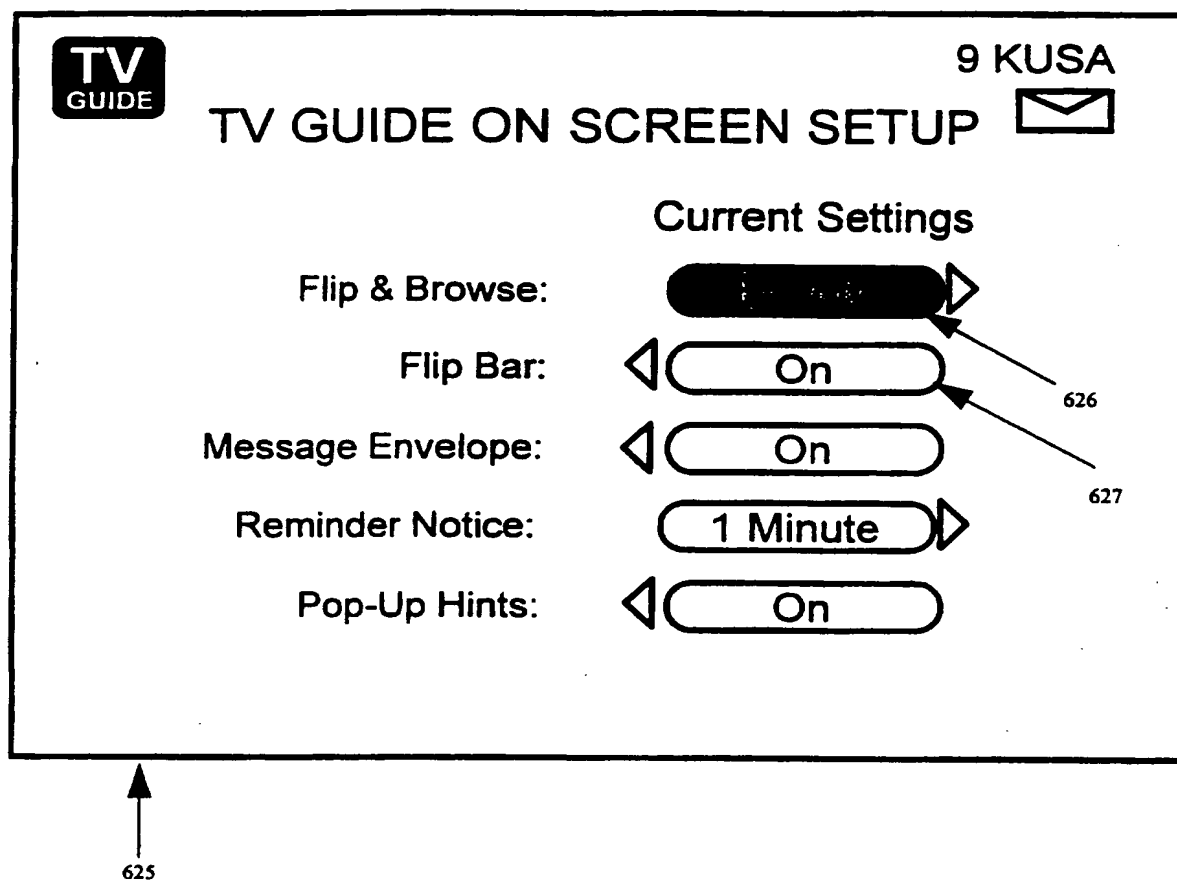 TV
GUIDE
9 KUSA
TV GUIDE ON SCREEN SETUP
Current Settings
Flip & Browse:
Flip Bar: On
626
Message Envelope: On
627
Reminder Notice: 1 Minute
Pop-Up Hints: On
625